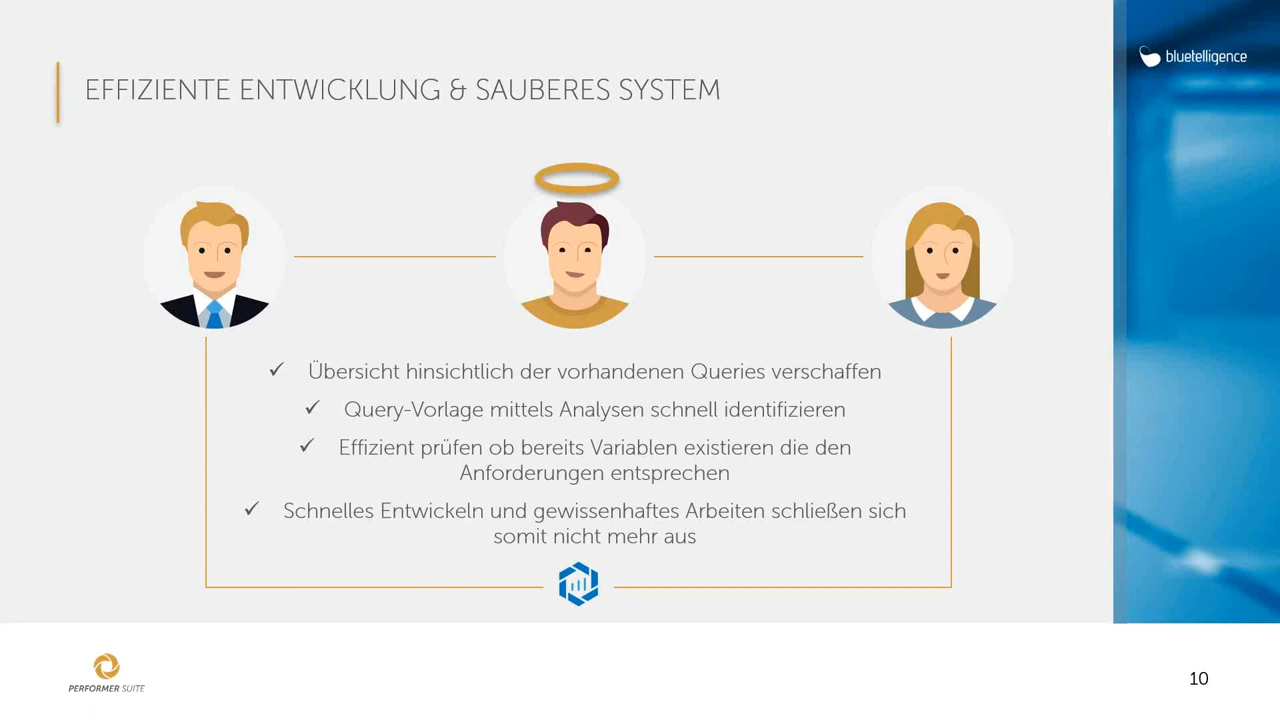 bluetelligence
EFFIZIENTE ENTWICKLUNG & SAUBERES SYSTEM
✓ Übersicht hinsichtlich der vorhandenen Queries verschaffen
✓ Query-Vorlage mittels Analysen schnell identifizieren
✓ Effizient prüfen ob bereits Variablen existieren die den
Anforderungen entsprechen
✓ Schnelles Entwickeln und gewissenhaftes Arbeiten schließen sich
somit nicht mehr aus
PERFORMER SUITE
10